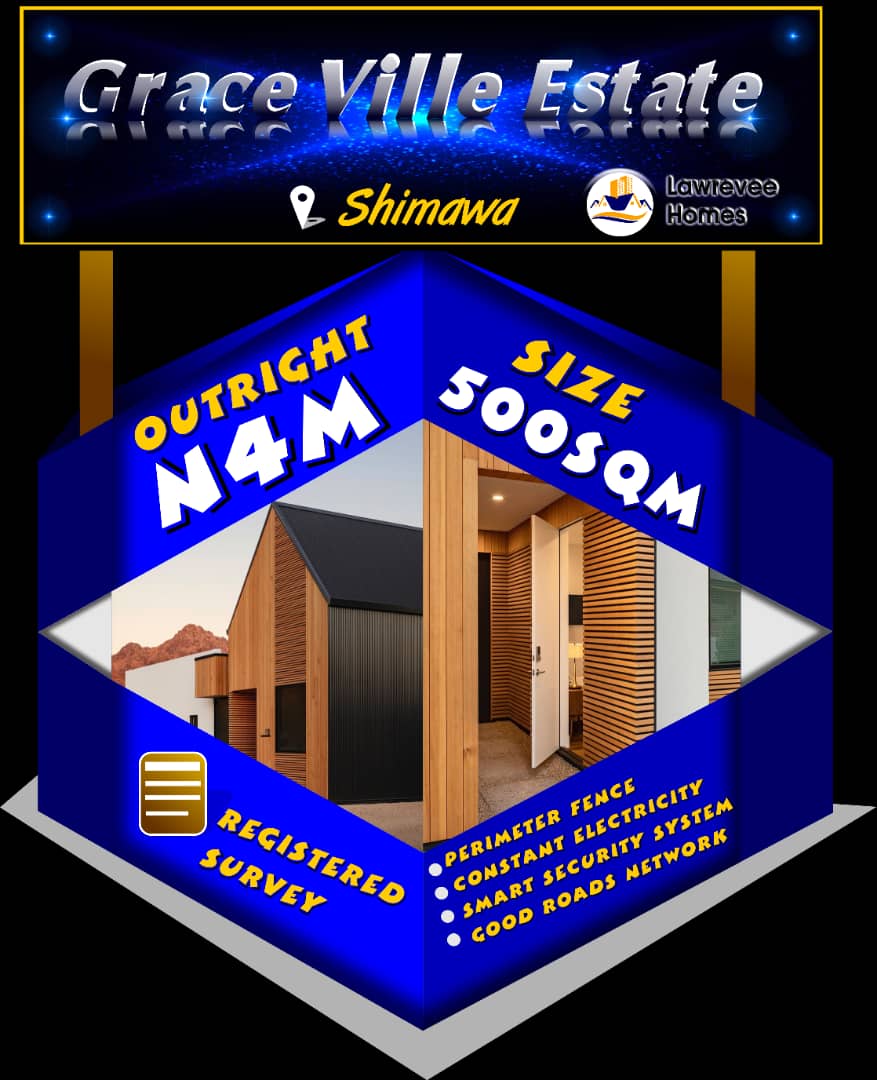 Grace Ville Estate
Shimawa
Lawrevee
Homes
OUTRIGHT
N4M
SIZE
500SQM
REGISTERED
SURVEY
PERIMETER FENCE
CONSTANT ELECTRICITY
SMART SECURITY SYSTEM
GOOD ROADS NETWORK